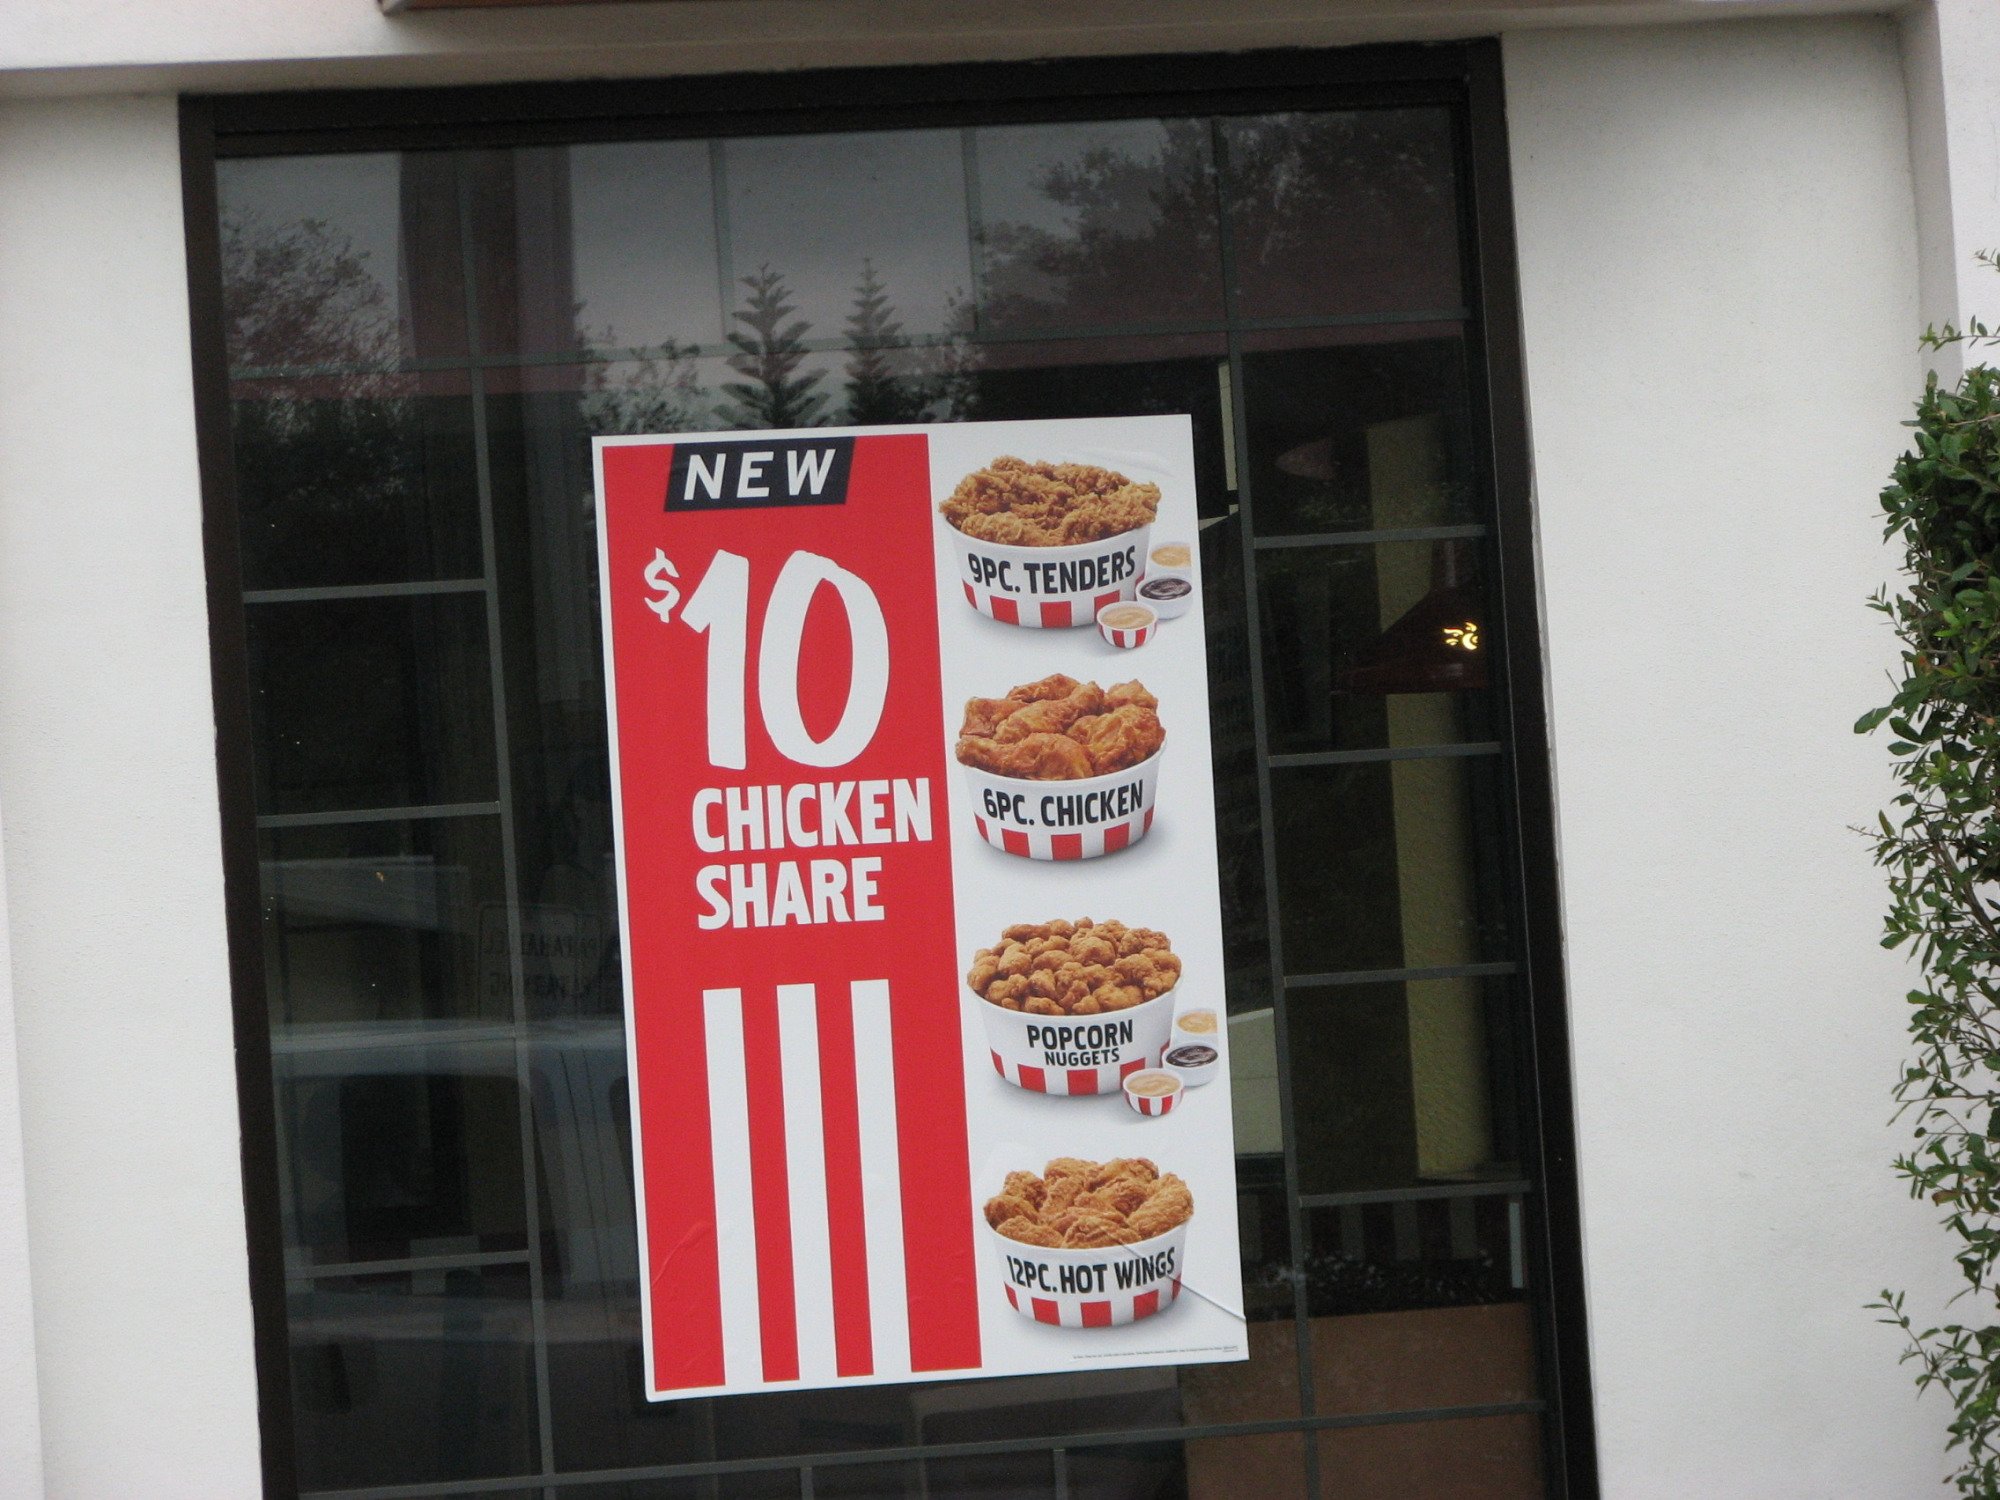 NEW
$10
CHICKEN
SHARE
9PC. TENDERS
6PC. CHICKEN
POPCORN
NUGGETS
12PC. HOT WINGS